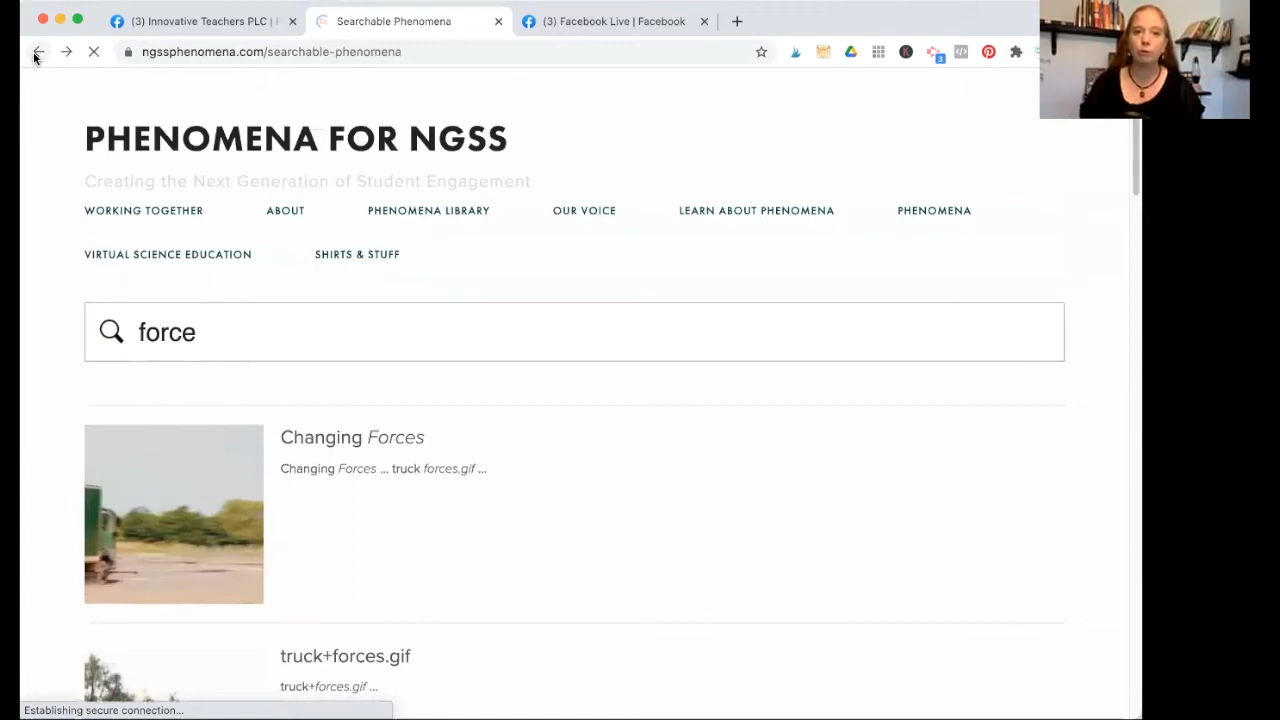 (3) Innovative Teachers PLC |
Searchable Phenomena
(3) Facebook Live | Facebook
ngssphenomena.com/searchable-phenomena
3
PHENOMENA FOR NGSS
Creating the Next Generation of Student Engagement
WORKING TOGETHER ABOUT PHENOMENA LIBRARY OUR VOICE LEARN ABOUT PHENOMENA PHENOMENA
VIRTUAL SCIENCE EDUCATION SHIRTS & STUFF
force
Changing Forces
Changing Forces ... truck forces.gif ...
truck+forces.gif
truck+forces.gif ...
Establishing secure connection...